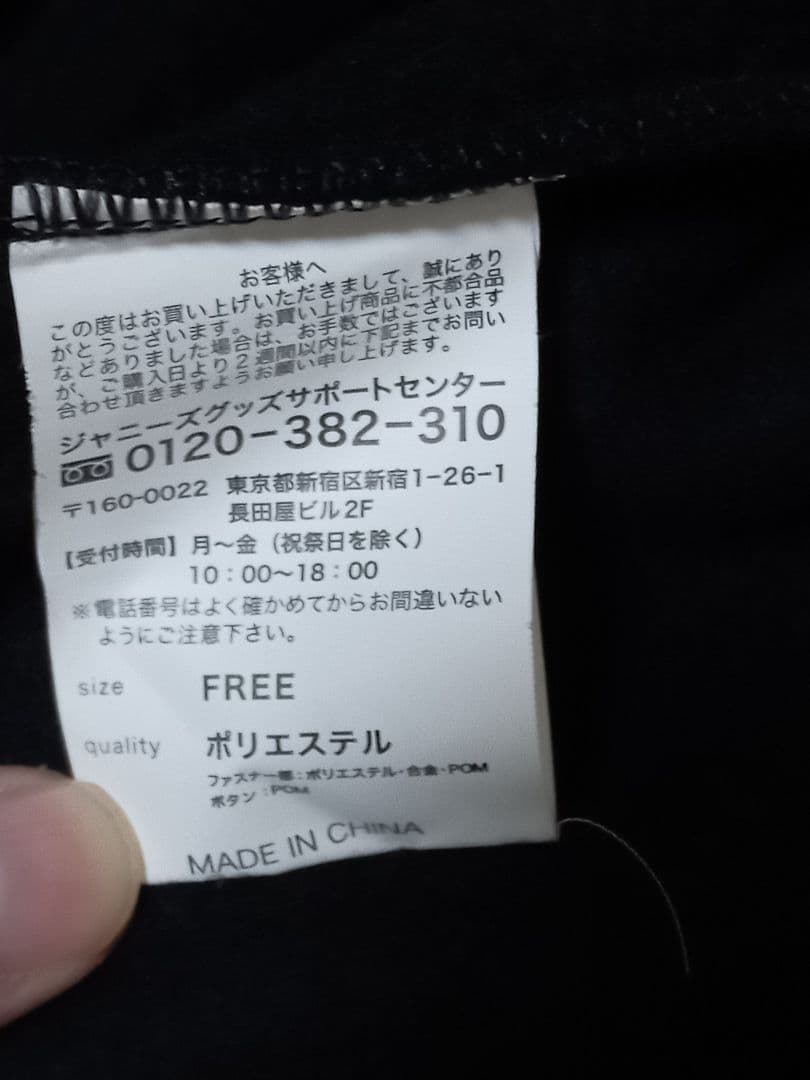 お客様へ
この度はお買い上げいただきまして、誠にあり
がとうございます。お買い上げ商品に不都合品
などありました場合は、お手数ではございます
が、ご購入日より2週間以内に下記までお問い
合わせ頂きますようお願い申し上げます。
ジャニーズグッズサポートセンター
0120-382-310
〒160-0022 東京都新宿区新宿1-26-1
長田屋ビル2F
【受付時間】月〜金（祝祭日を除く）
10：00〜18：00
※電話番号はよく確かめてからお間違いない
ようにご注意下さい。
size FREE
quality ポリエステル
ファスナー部：ポリエステル・合金・POM
ボタン：POM
MADE IN CHINA